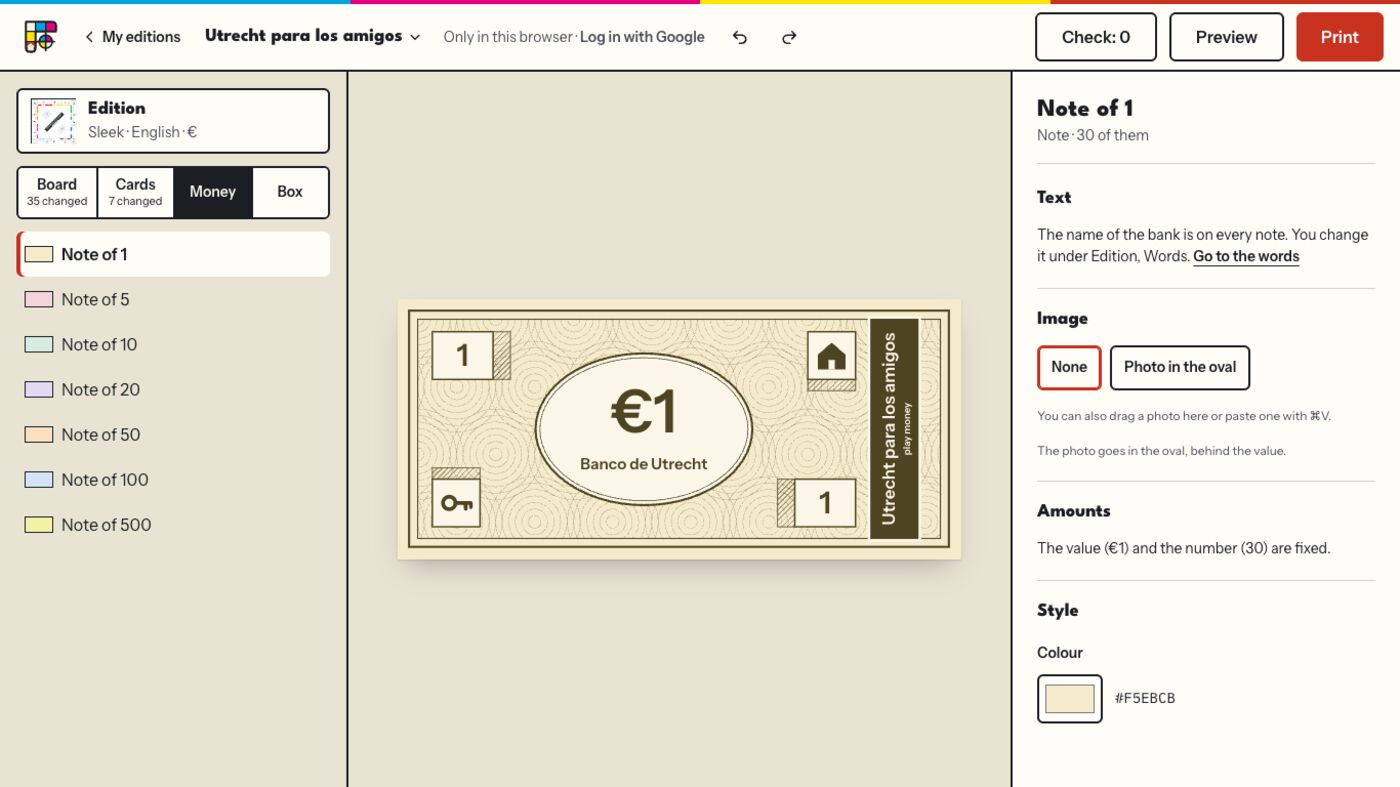 My editions
Utrecht para los amigos
Only in this browser · Log in with Google
Check: 0
Preview
Print
Edition
Sleek · English · €
Board
35 changed
Cards
7 changed
Money
Box
Note of 1
Note of 5
Note of 10
Note of 20
Note of 50
Note of 100
Note of 500
1
€1
Banco de Utrecht
1
Utrecht para los amigos
play money
Note of 1
Note · 30 of them
Text
The name of the bank is on every note. You change
it under Edition, Words. Go to the words
Image
None
Photo in the oval
You can also drag a photo here or paste one with ⌘V.
The photo goes in the oval, behind the value.
Amounts
The value (€1) and the number (30) are fixed.
Style
Colour
#F5EBCB